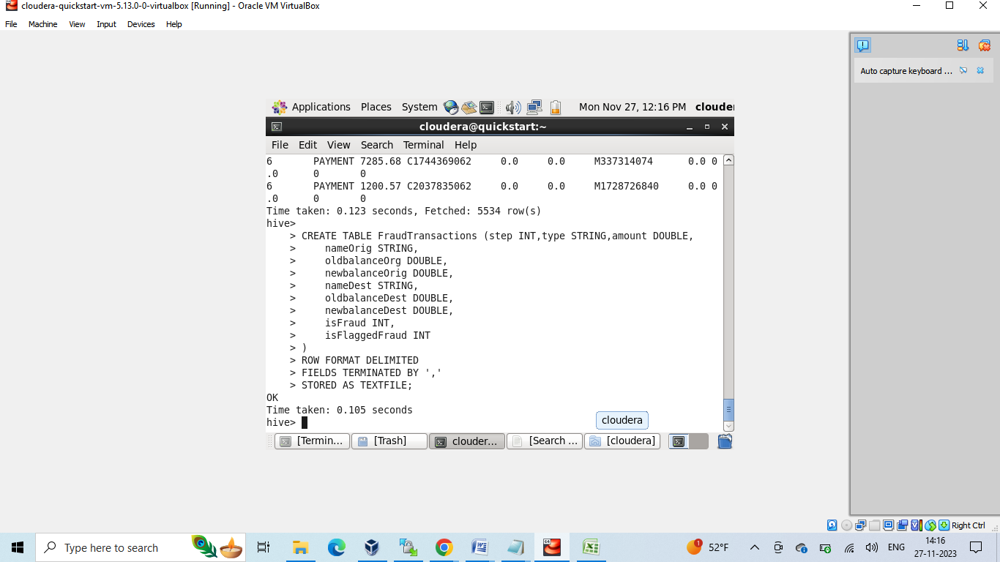 cloudera-quickstart-vm-5.13.0-0-virtualbox [Running] - Oracle VM VirtualBox
File Machine View Input Devices Help
Auto capture keyboard ...
Applications Places System Mon Nov 27, 12:16 PM cloude
cloudera@quickstart:~
File Edit View Search Terminal Help
6 PAYMENT 7285.68 C1744369062 0.0 0.0 M337314074 0.0 0
.0 0 0
6 PAYMENT 1200.57 C2037835062 0.0 0.0 M1728726840 0.0 0
.0 0 0
Time taken: 0.123 seconds, Fetched: 5534 row(s)
hive>
> CREATE TABLE FraudTransactions (step INT,type STRING,amount DOUBLE,
> nameOrig STRING,
> oldbalanceOrg DOUBLE,
> newbalanceOrig DOUBLE,
> nameDest STRING,
> oldbalanceDest DOUBLE,
> newbalanceDest DOUBLE,
> isFraud INT,
> isFlaggedFraud INT
> )
> ROW FORMAT DELIMITED
> FIELDS TERMINATED BY ','
> STORED AS TEXTFILE;
OK
Time taken: 0.105 seconds
hive>
cloudera
[Termin... [Trash] clouder... [Search ... [cloudera]
Right Ctrl
Type here to search
1
52°F
ENG
14:16
27-11-2023